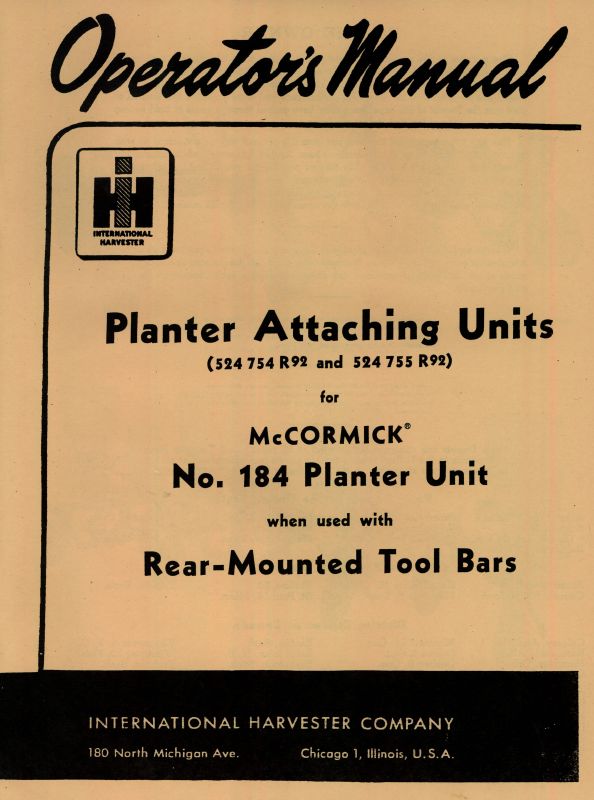 Operator's Manual
IH
INTERNATIONAL
HARVESTER
Planter Attaching Units
(524 754 R92 and 524 755 R92)
for
McCORMICK®
No. 184 Planter Unit
when used with
Rear-Mounted Tool Bars
INTERNATIONAL HARVESTER COMPANY
180 North Michigan Ave. Chicago 1, Illinois, U.S.A.